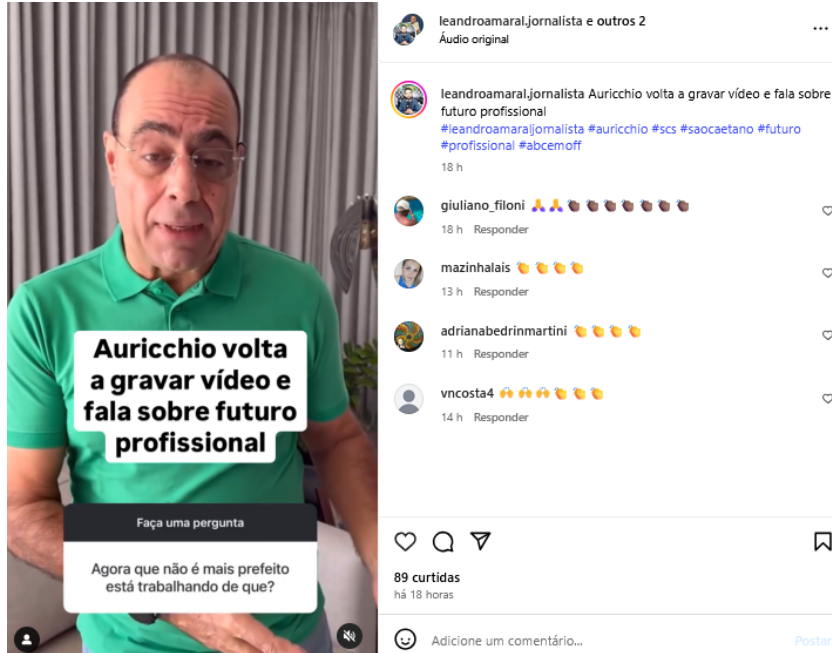 Auricchio volta
a gravar vídeo e
fala sobre futuro
profissional
Faça uma pergunta
Agora que não é mais prefeito
está trabalhando de que?
leandroamaral.jornalista e outros 2
Áudio original
leandroamaral.jornalista Auricchio volta a gravar vídeo e fala sobre
futuro profissional
#leandroamaraljornalista #auricchio #scs #saocaetano #futuro
#profissional #abcemoff
18 h
giuliano_filoni 🙏🙏👏🏿👏🏿👏🏿👏🏿👏🏿👏🏿👏🏿
18 h Responder
mazinhalais 👏👏👏👏
13 h Responder
adrianabedrinmartini 👏👏👏👏
11 h Responder
vncosta4 🙌🙌🙌👏👏👏
14 h Responder
89 curtidas
há 18 horas
Adicione um comentário...
Postar